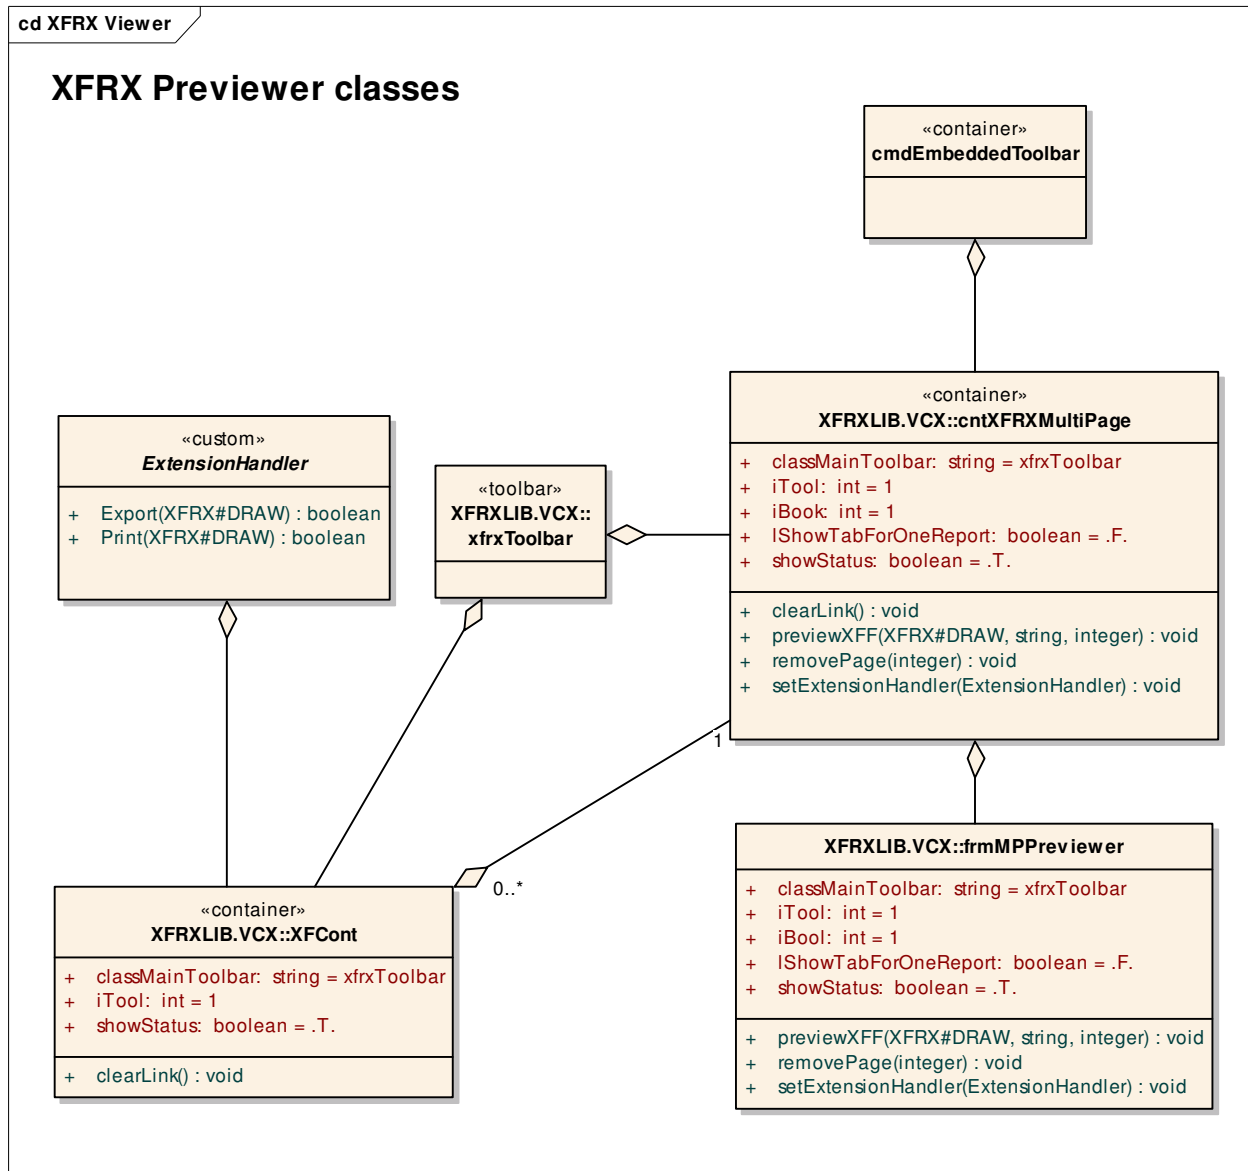 cd XFRX Viewer
XFRX Previewer classes
«container»
cmdEmbeddedToolbar
«container»
XFRXLIB.VCX::cntXFRXMultiPage
+ classMainToolbar: string = xfrxToolbar
+ iTool: int = 1
+ iBook: int = 1
+ lShowTabForOneReport: boolean = .F.
+ showStatus: boolean = .T.
+ clearLink() : void
+ previewXFF(XFRX#DRAW, string, integer) : void
+ removePage(integer) : void
+ setExtensionHandler(ExtensionHandler) : void
«custom»
ExtensionHandler
+ Export(XFRX#DRAW) : boolean
+ Print(XFRX#DRAW) : boolean
«toolbar»
XFRXLIB.VCX::
xfrxToolbar
1
0..*
«container»
XFRXLIB.VCX::XFCont
+ classMainToolbar: string = xfrxToolbar
+ iTool: int = 1
+ showStatus: boolean = .T.
+ clearLink() : void
XFRXLIB.VCX::frmMPPreviewer
+ classMainToolbar: string = xfrxToolbar
+ iTool: int = 1
+ iBool: int = 1
+ lShowTabForOneReport: boolean = .F.
+ showStatus: boolean = .T.
+ previewXFF(XFRX#DRAW, string, integer) : void
+ removePage(integer) : void
+ setExtensionHandler(ExtensionHandler) : void